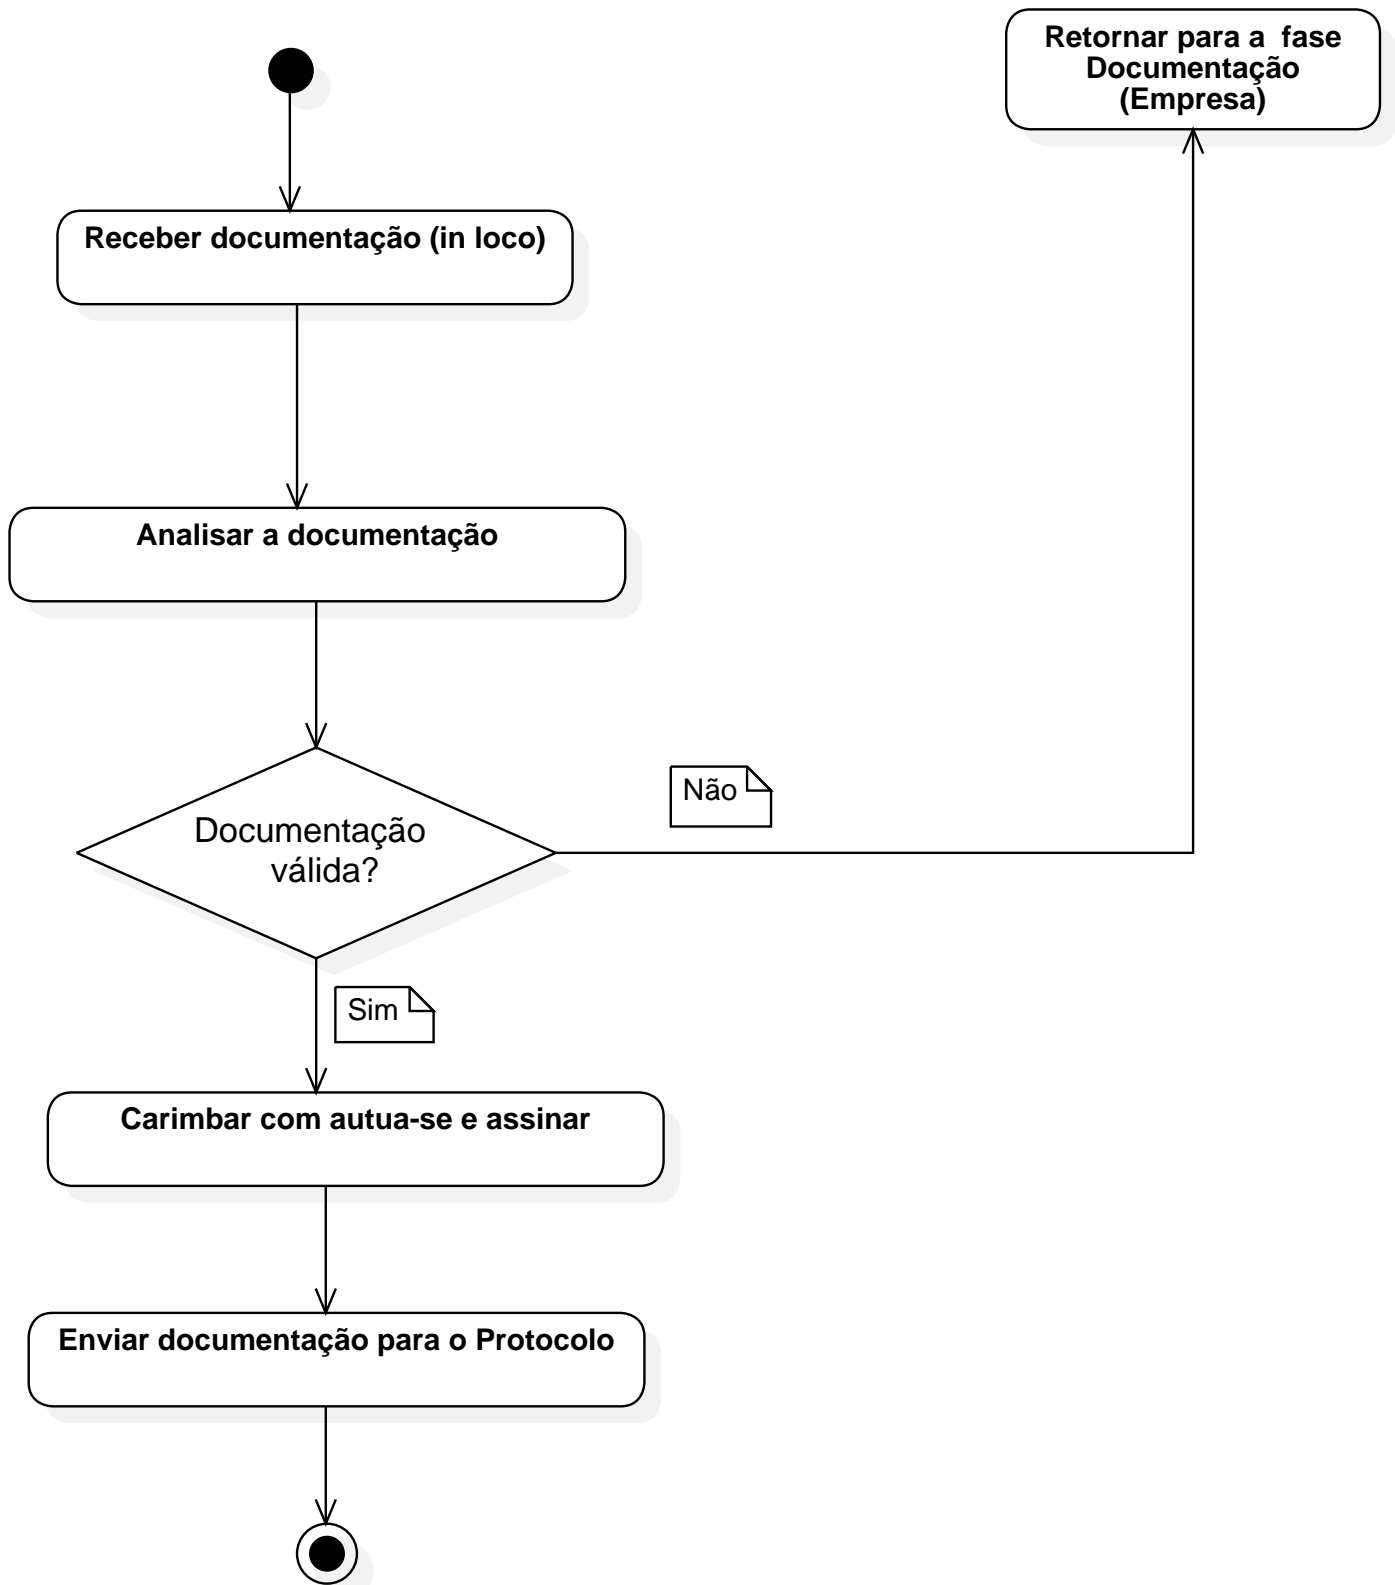 Retornar para a  fase
Documentação
(Empresa)
Receber documentação (in loco)
Analisar a documentação
Não
Documentação
válida?
Sim
Carimbar com autua-se e assinar
Enviar documentação para o Protocolo